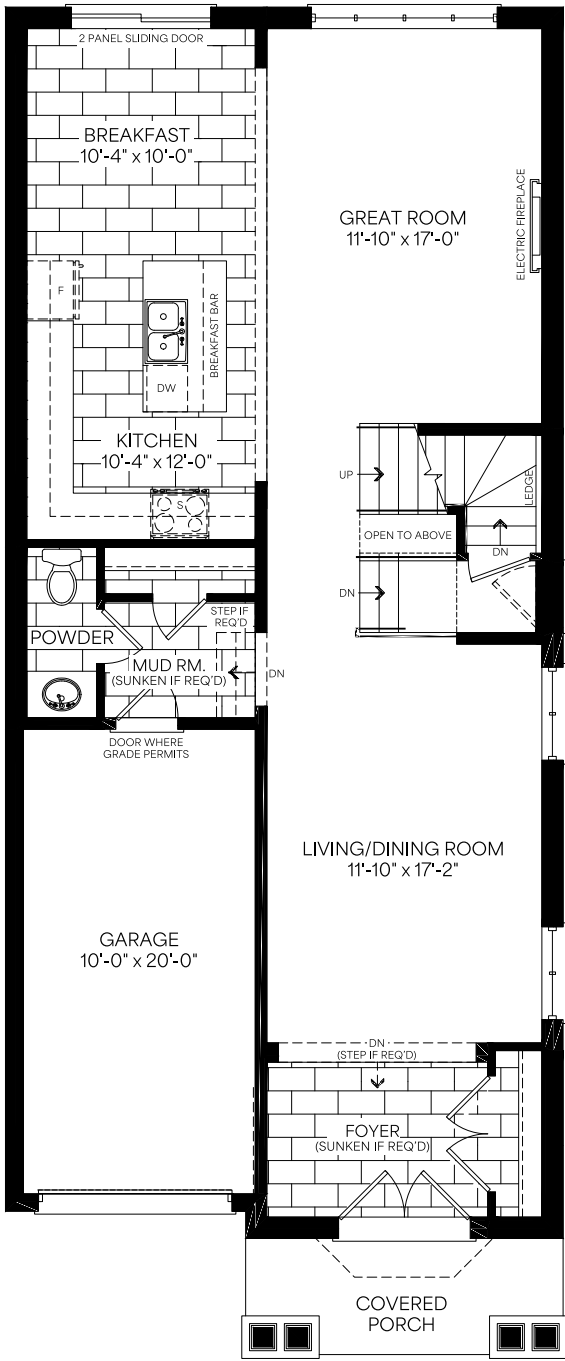 2 PANEL SLIDING DOOR
BREAKFAST
10'-4" x 10'-0"
GREAT ROOM
11'-10" x 17'-0"
ELECTRIC FIREPLACE
F
BREAKFAST BAR
DW
KITCHEN
10'-4" x 12'-0"
S
UP
LEDGE
OPEN TO ABOVE
DN
DN
POWDER
STEP IF
REQ'D
MUD RM.
(SUNKEN IF REQ'D)
DN
DOOR WHERE
GRADE PERMITS
LIVING/DINING ROOM
11'-10" x 17'-2"
GARAGE
10'-0" x 20'-0"
DN
(STEP IF REQ'D)
FOYER
(SUNKEN IF REQ'D)
COVERED
PORCH